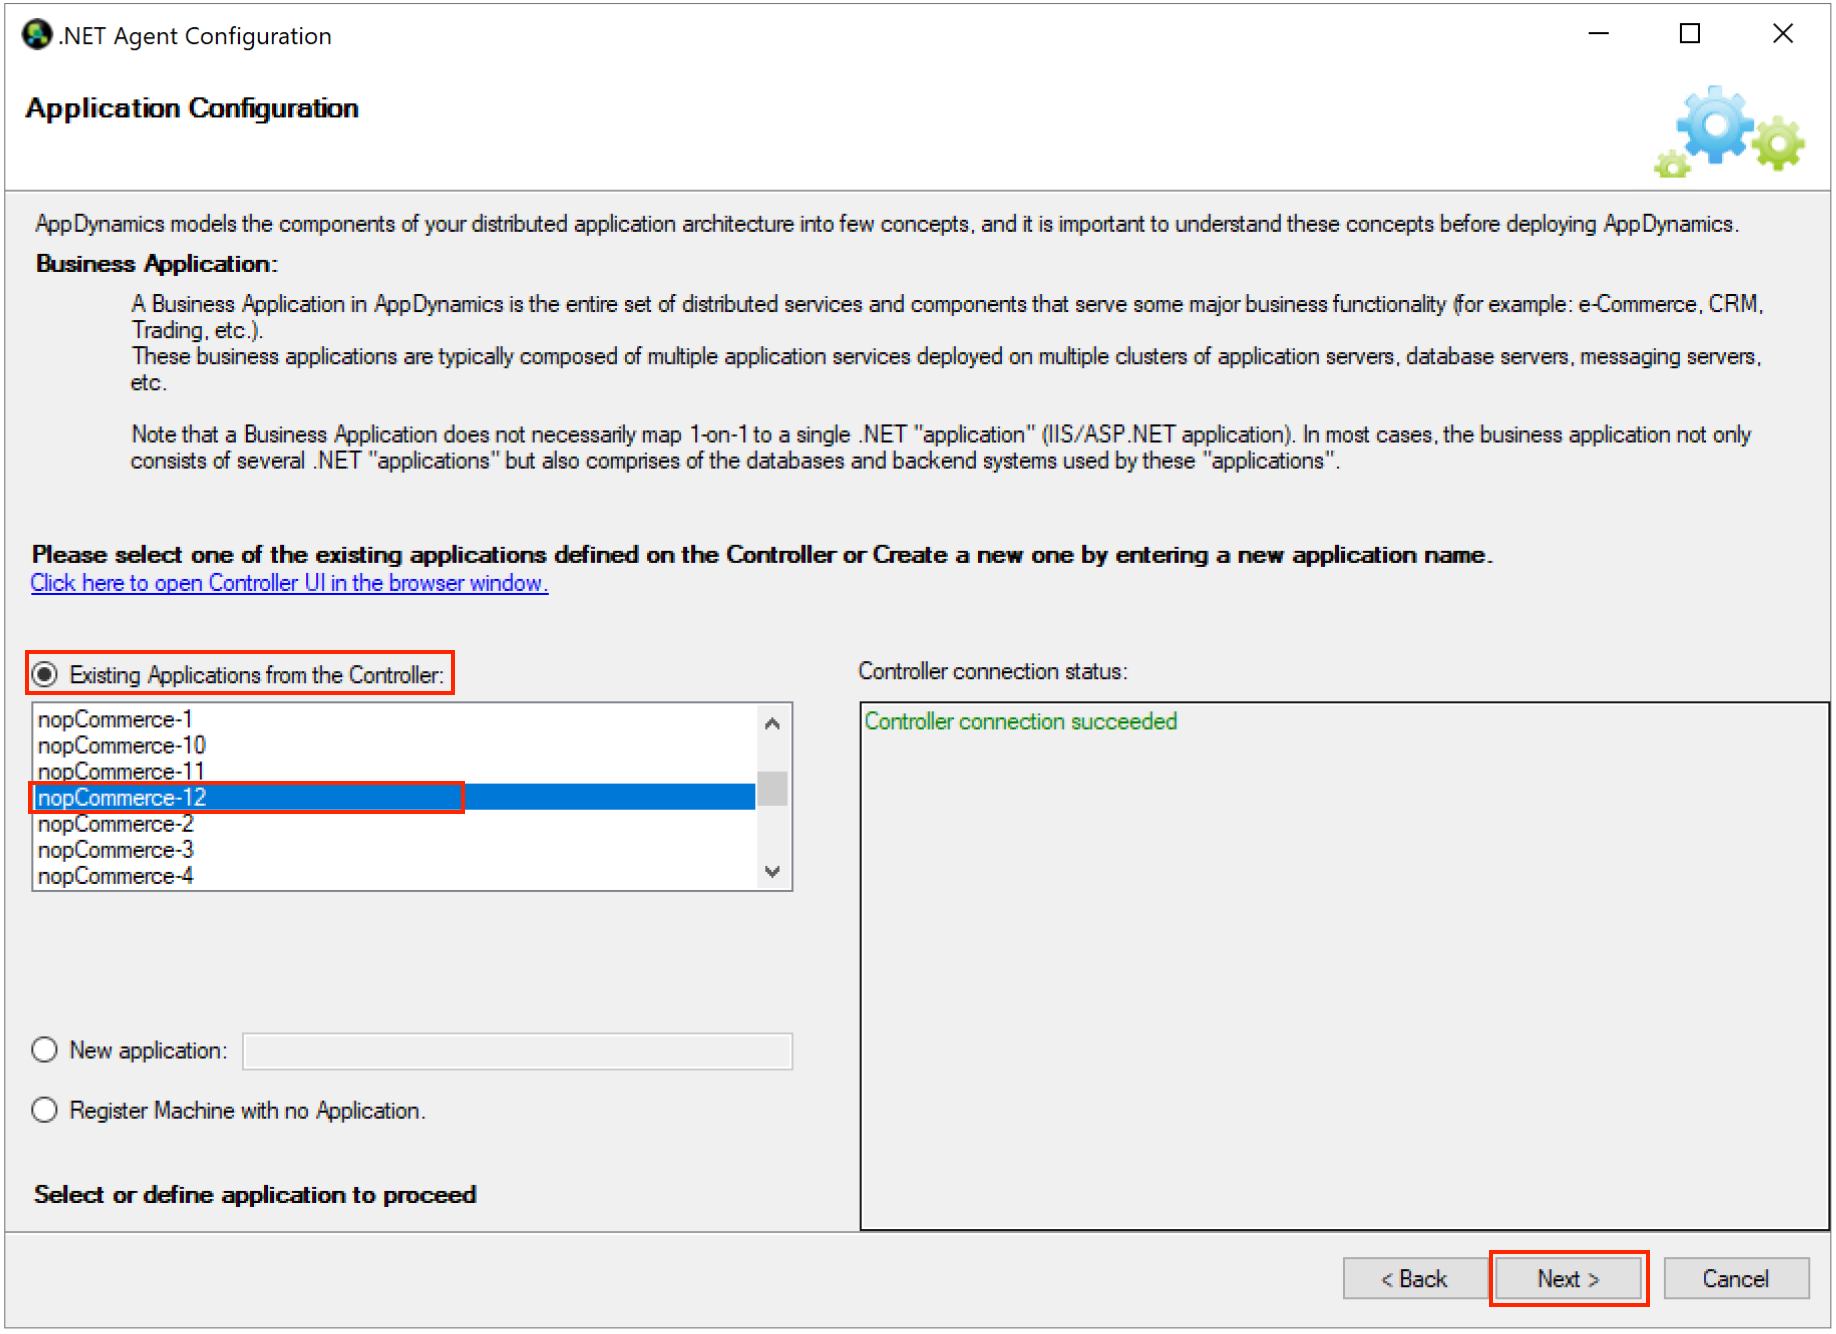 .NET Agent Configuration
Application Configuration
AppDynamics models the components of your distributed application architecture into few concepts, and it is important to understand these concepts before deploying AppDynamics.
Business Application:
A Business Application in AppDynamics is the entire set of distributed services and components that serve some major business functionality (for example: e-Commerce, CRM,
Trading, etc.).
These business applications are typically composed of multiple application services deployed on multiple clusters of application servers, database servers, messaging servers,
etc.
Note that a Business Application does not necessarily map 1-on-1 to a single .NET "application" (IIS/ASP.NET application). In most cases, the business application not only
consists of several .NET "applications" but also comprises of the databases and backend systems used by these "applications".
Please select one of the existing applications defined on the Controller or Create a new one by entering a new application name.
Click here to open Controller UI in the browser window.
Existing Applications from the Controller:
nopCommerce-1
nopCommerce-10
nopCommerce-11
nopCommerce-12
nopCommerce-2
nopCommerce-3
nopCommerce-4
New application:
Register Machine with no Application.
Select or define application to proceed
Controller connection status:
Controller connection succeeded
< Back
Next >
Cancel